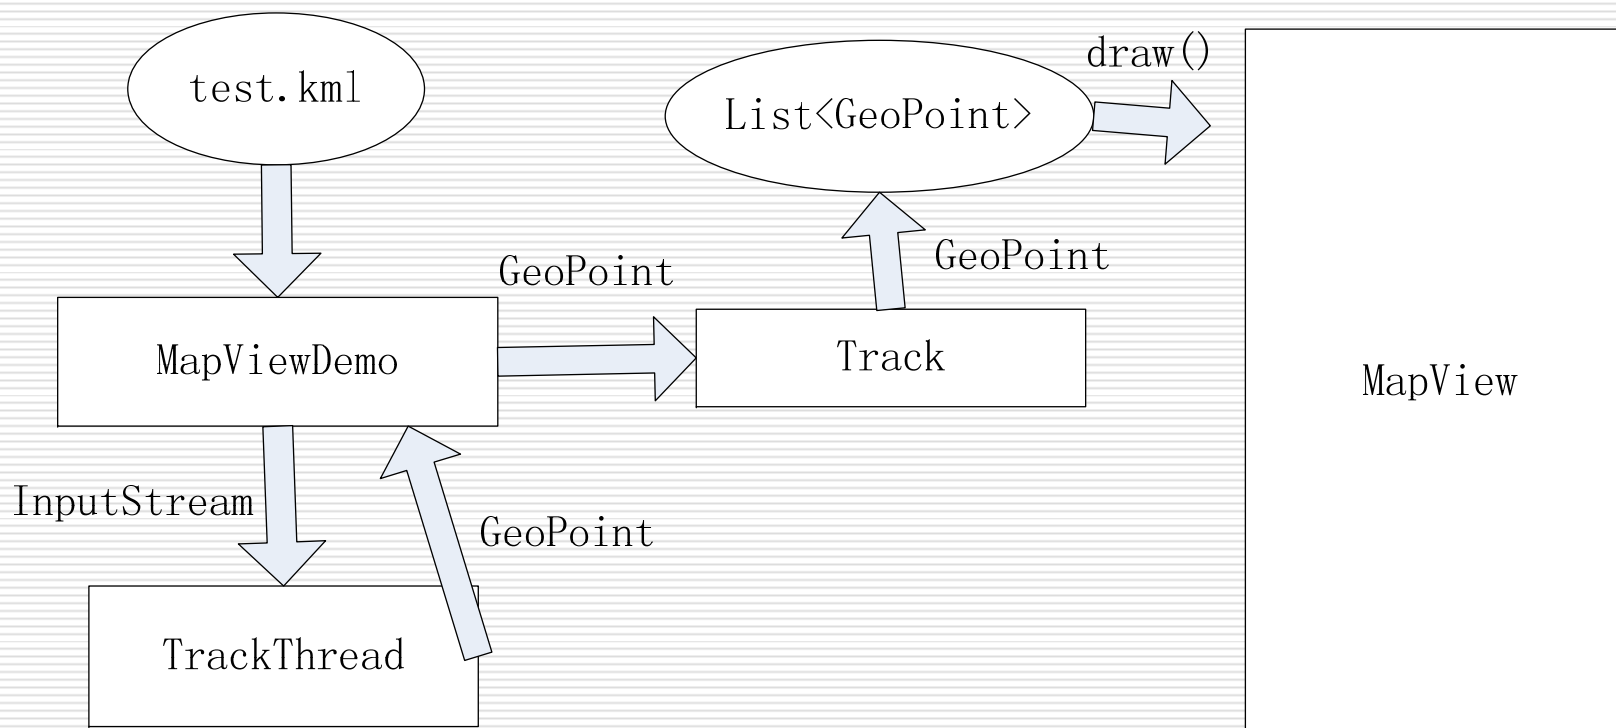 test.kml
List<GeoPoint>
draw()
GeoPoint
GeoPoint
MapViewDemo
Track
MapView
InputStream
GeoPoint
TrackThread